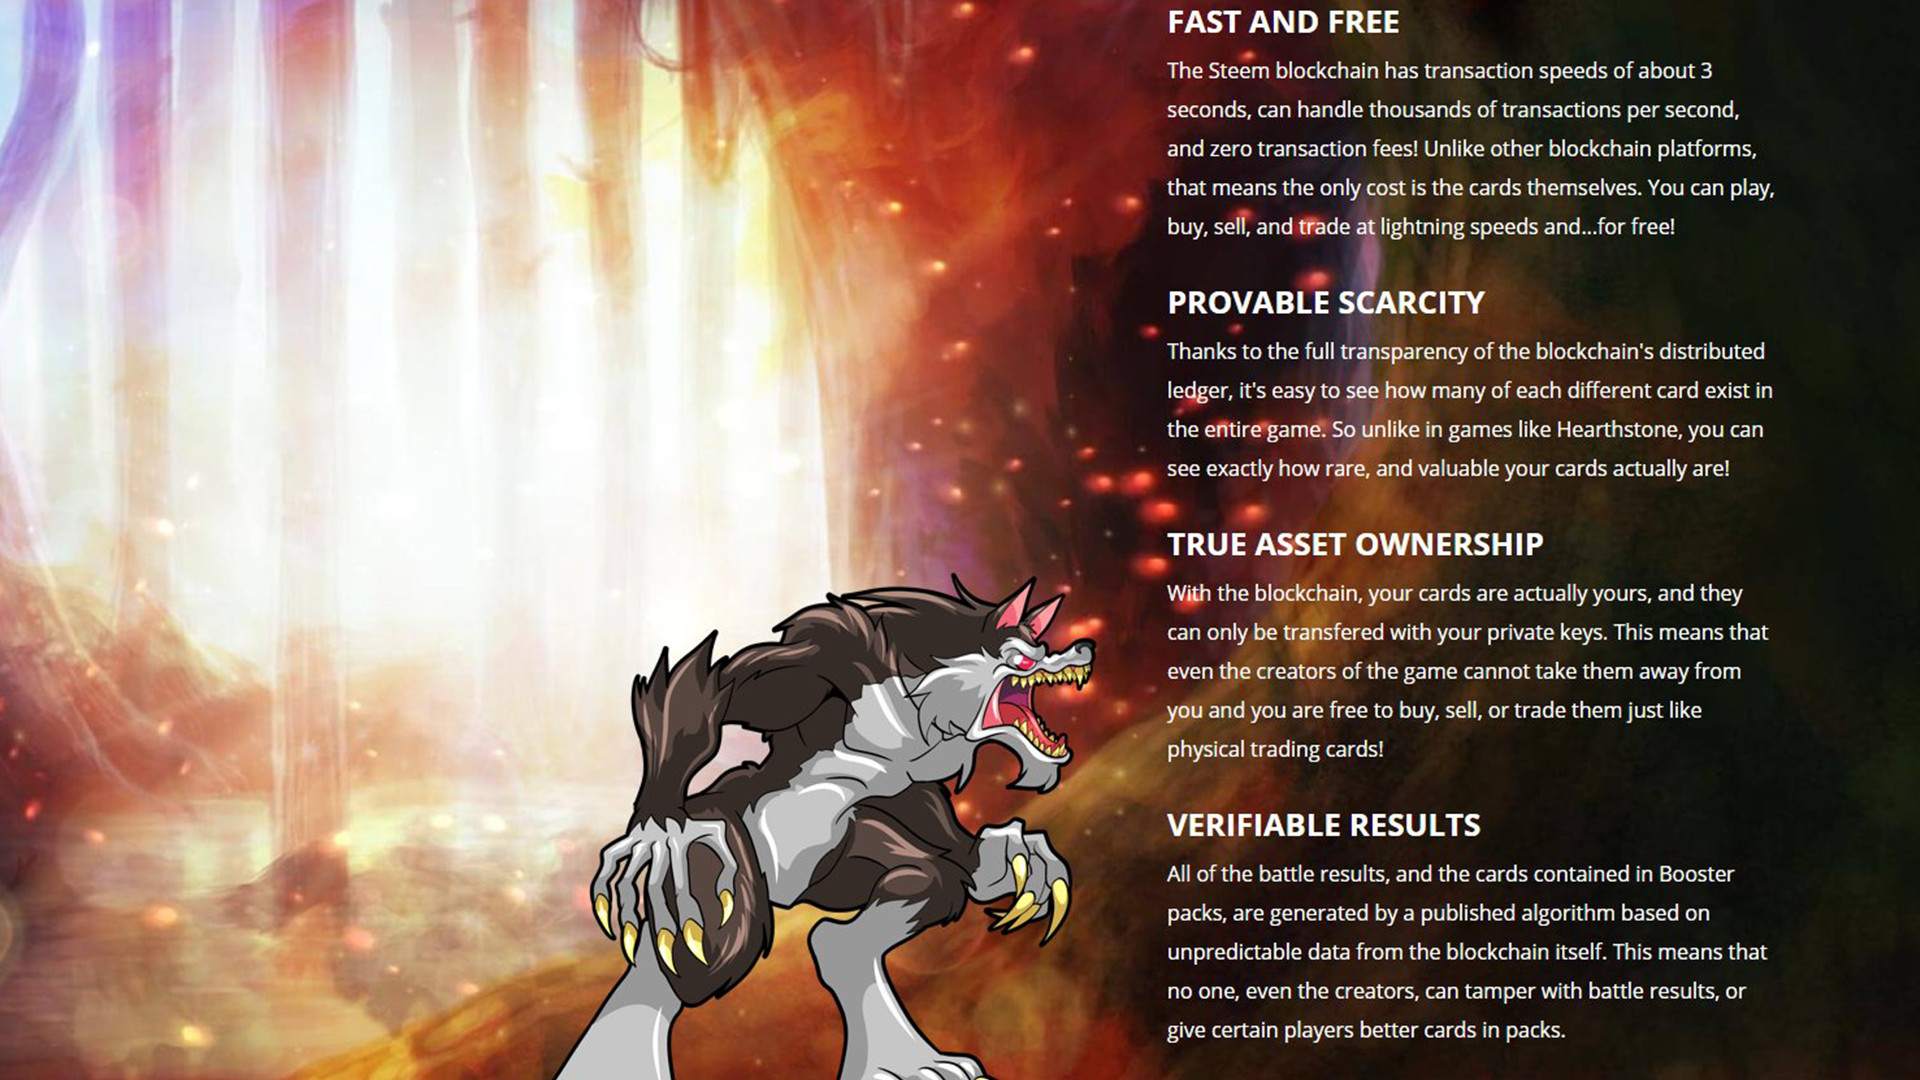 FAST AND FREE
The Steem blockchain has transaction speeds of about 3
seconds, can handle thousands of transactions per second,
and zero transaction fees! Unlike other blockchain platforms,
that means the only cost is the cards themselves. You can play,
buy, sell, and trade at lightning speeds and...for free!
PROVABLE SCARCITY
Thanks to the full transparency of the blockchain's distributed
ledger, it's easy to see how many of each different card exist in
the entire game. So unlike in games like Hearthstone, you can
see exactly how rare, and valuable your cards actually are!
TRUE ASSET OWNERSHIP
With the blockchain, your cards are actually yours, and they
can only be transfered with your private keys. This means that
even the creators of the game cannot take them away from
you and you are free to buy, sell, or trade them just like
physical trading cards!
VERIFIABLE RESULTS
All of the battle results, and the cards contained in Booster
packs, are generated by a published algorithm based on
unpredictable data from the blockchain itself. This means that
no one, even the creators, can tamper with battle results, or
give certain players better cards in packs.